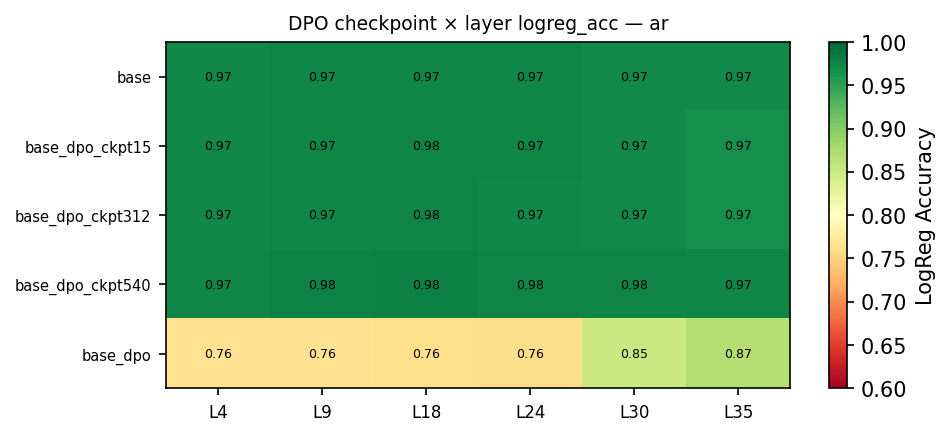 DPO checkpoint × layer logreg_acc — ar
base 0.97 0.97 0.97 0.97 0.97 0.97
base_dpo_ckpt15 0.97 0.97 0.98 0.97 0.97 0.97
base_dpo_ckpt312 0.97 0.97 0.98 0.97 0.97 0.97
base_dpo_ckpt540 0.97 0.98 0.98 0.98 0.98 0.97
base_dpo 0.76 0.76 0.76 0.76 0.85 0.87
L4 L9 L18 L24 L30 L35
1.00
0.95
0.90
0.85
0.80
0.75
0.70
0.65
0.60
LogReg Accuracy